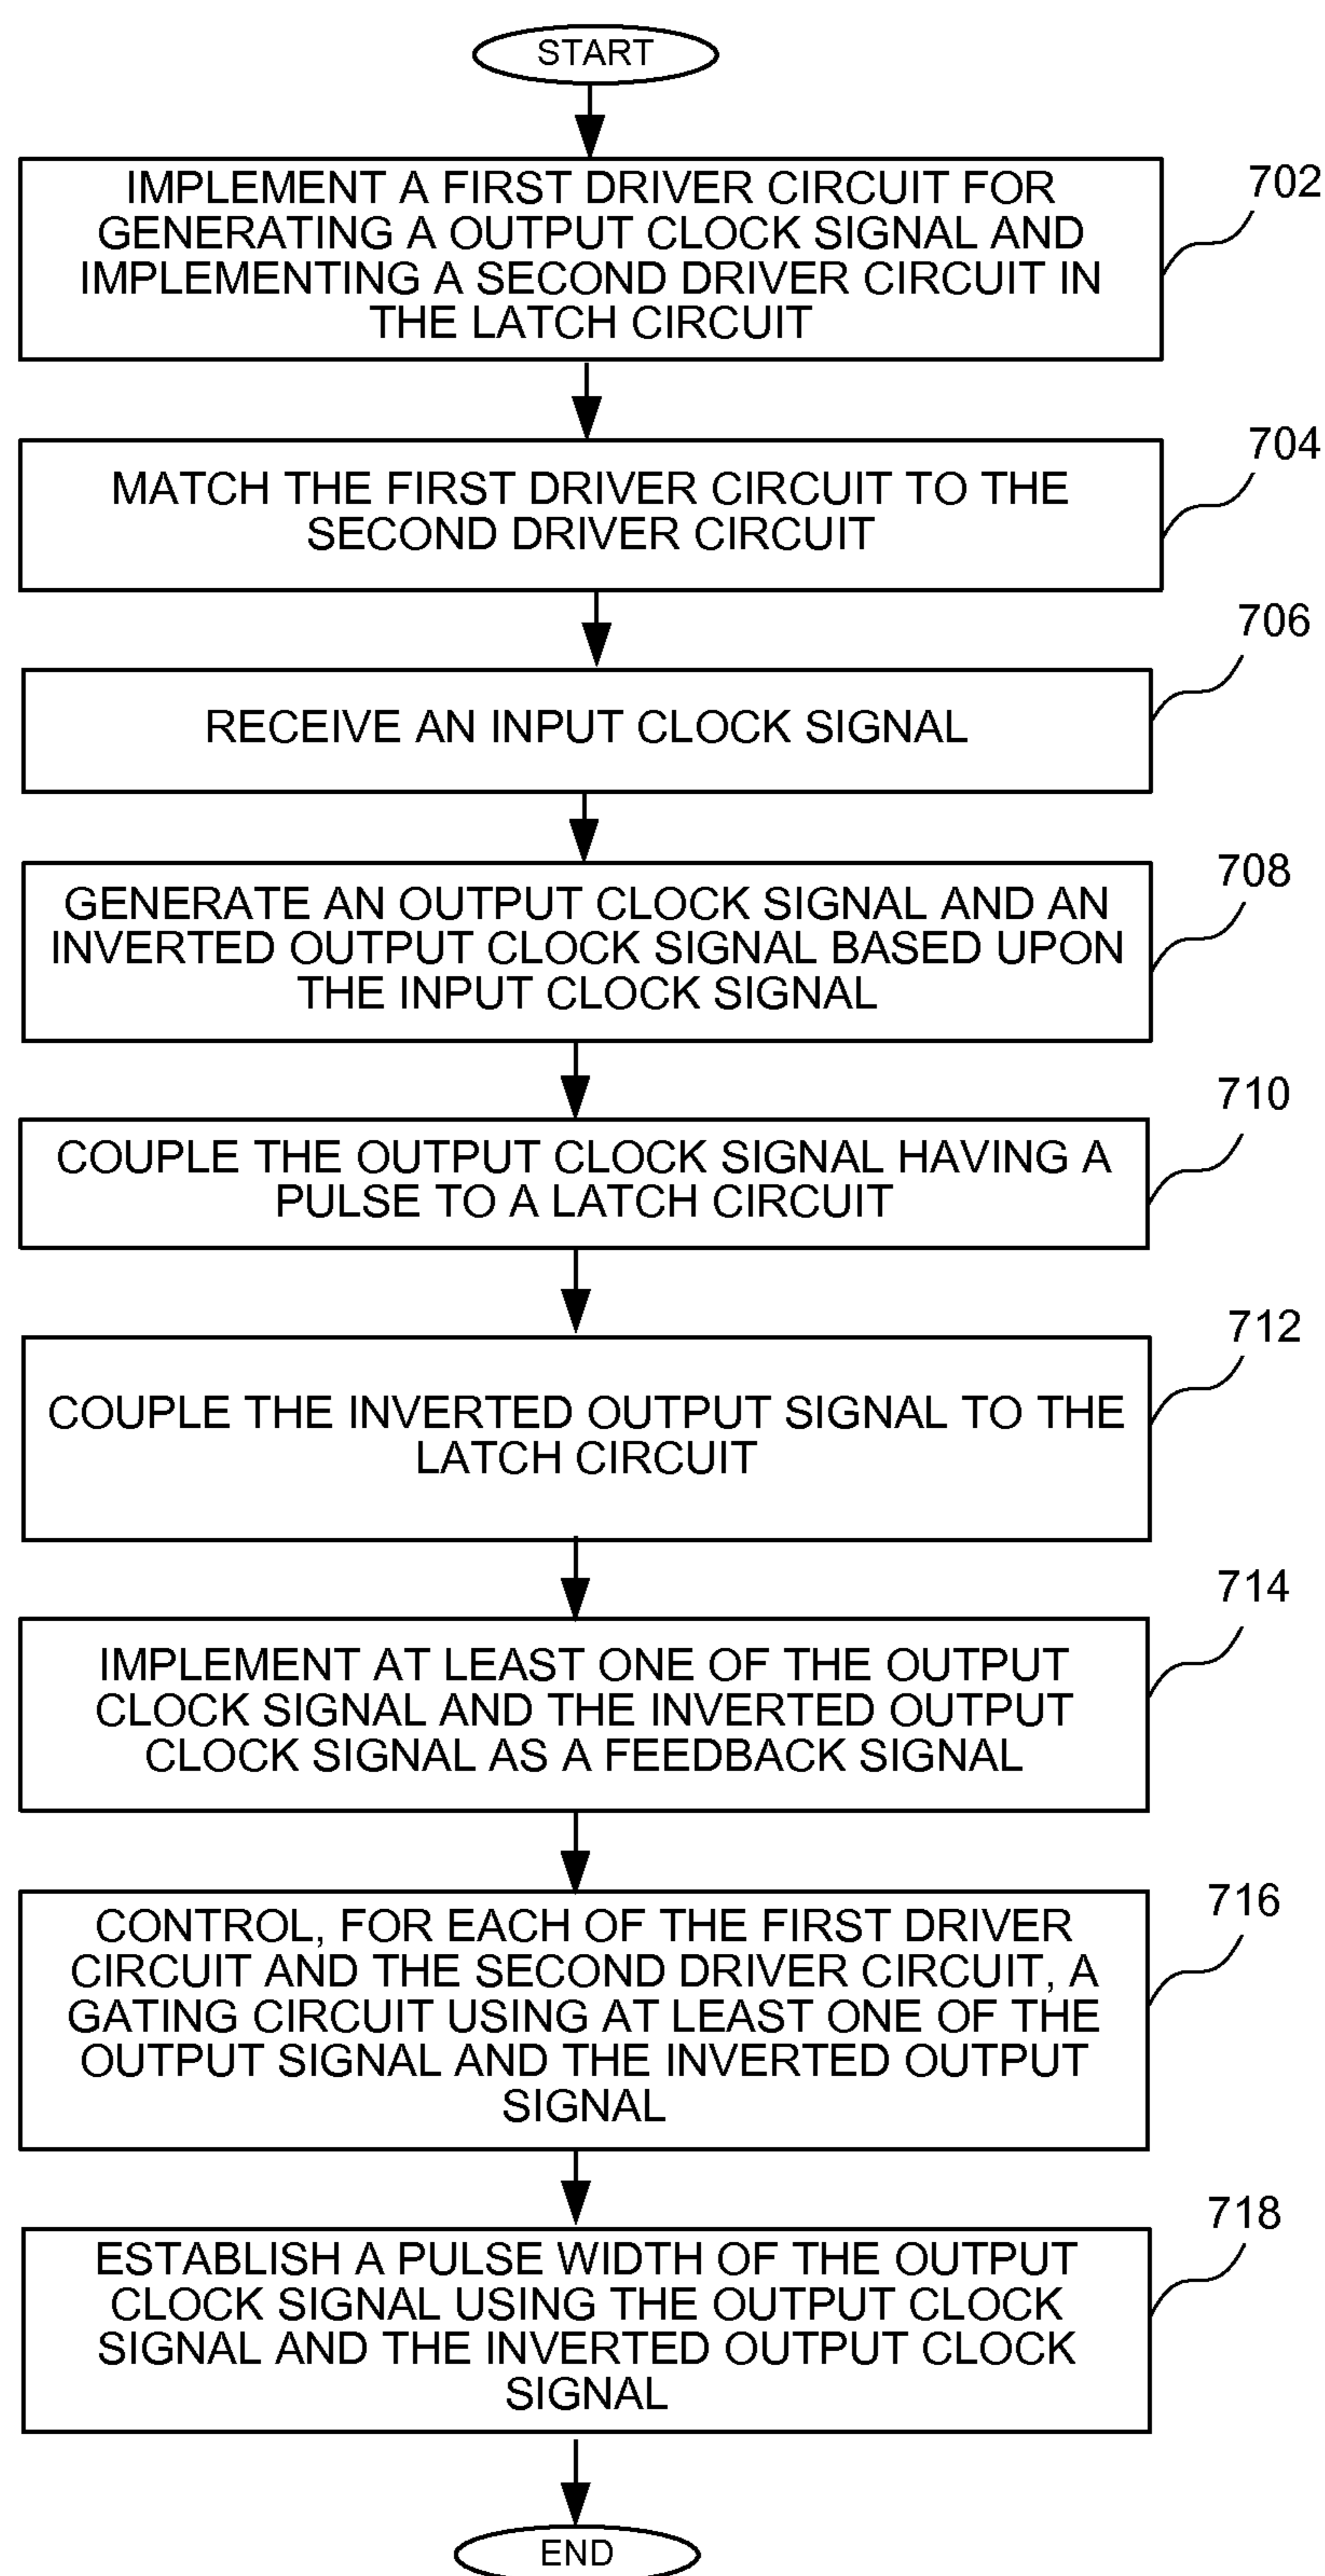 START
IMPLEMENT A FIRST DRIVER CIRCUIT FOR
GENERATING A OUTPUT CLOCK SIGNAL AND
IMPLEMENTING A SECOND DRIVER CIRCUIT IN
THE LATCH CIRCUIT
702
MATCH THE FIRST DRIVER CIRCUIT TO THE
SECOND DRIVER CIRCUIT
704
RECEIVE AN INPUT CLOCK SIGNAL
706
GENERATE AN OUTPUT CLOCK SIGNAL AND AN
INVERTED OUTPUT CLOCK SIGNAL BASED UPON
THE INPUT CLOCK SIGNAL
708
COUPLE THE OUTPUT CLOCK SIGNAL HAVING A
PULSE TO A LATCH CIRCUIT
710
COUPLE THE INVERTED OUTPUT SIGNAL TO THE
LATCH CIRCUIT
712
IMPLEMENT AT LEAST ONE OF THE OUTPUT
CLOCK SIGNAL AND THE INVERTED OUTPUT
CLOCK SIGNAL AS A FEEDBACK SIGNAL
714
CONTROL, FOR EACH OF THE FIRST DRIVER
CIRCUIT AND THE SECOND DRIVER CIRCUIT, A
GATING CIRCUIT USING AT LEAST ONE OF THE
OUTPUT SIGNAL AND THE INVERTED OUTPUT
SIGNAL
716
ESTABLISH A PULSE WIDTH OF THE OUTPUT
CLOCK SIGNAL USING THE OUTPUT CLOCK
SIGNAL AND THE INVERTED OUTPUT CLOCK
SIGNAL
718
END